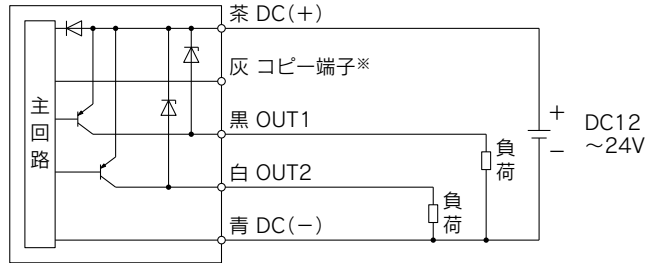 主回路
茶 DC(+)
灰 コピー端子※
黒 OUT1
白 OUT2
青 DC(−)
負荷
負荷
+
−
DC12
～24V